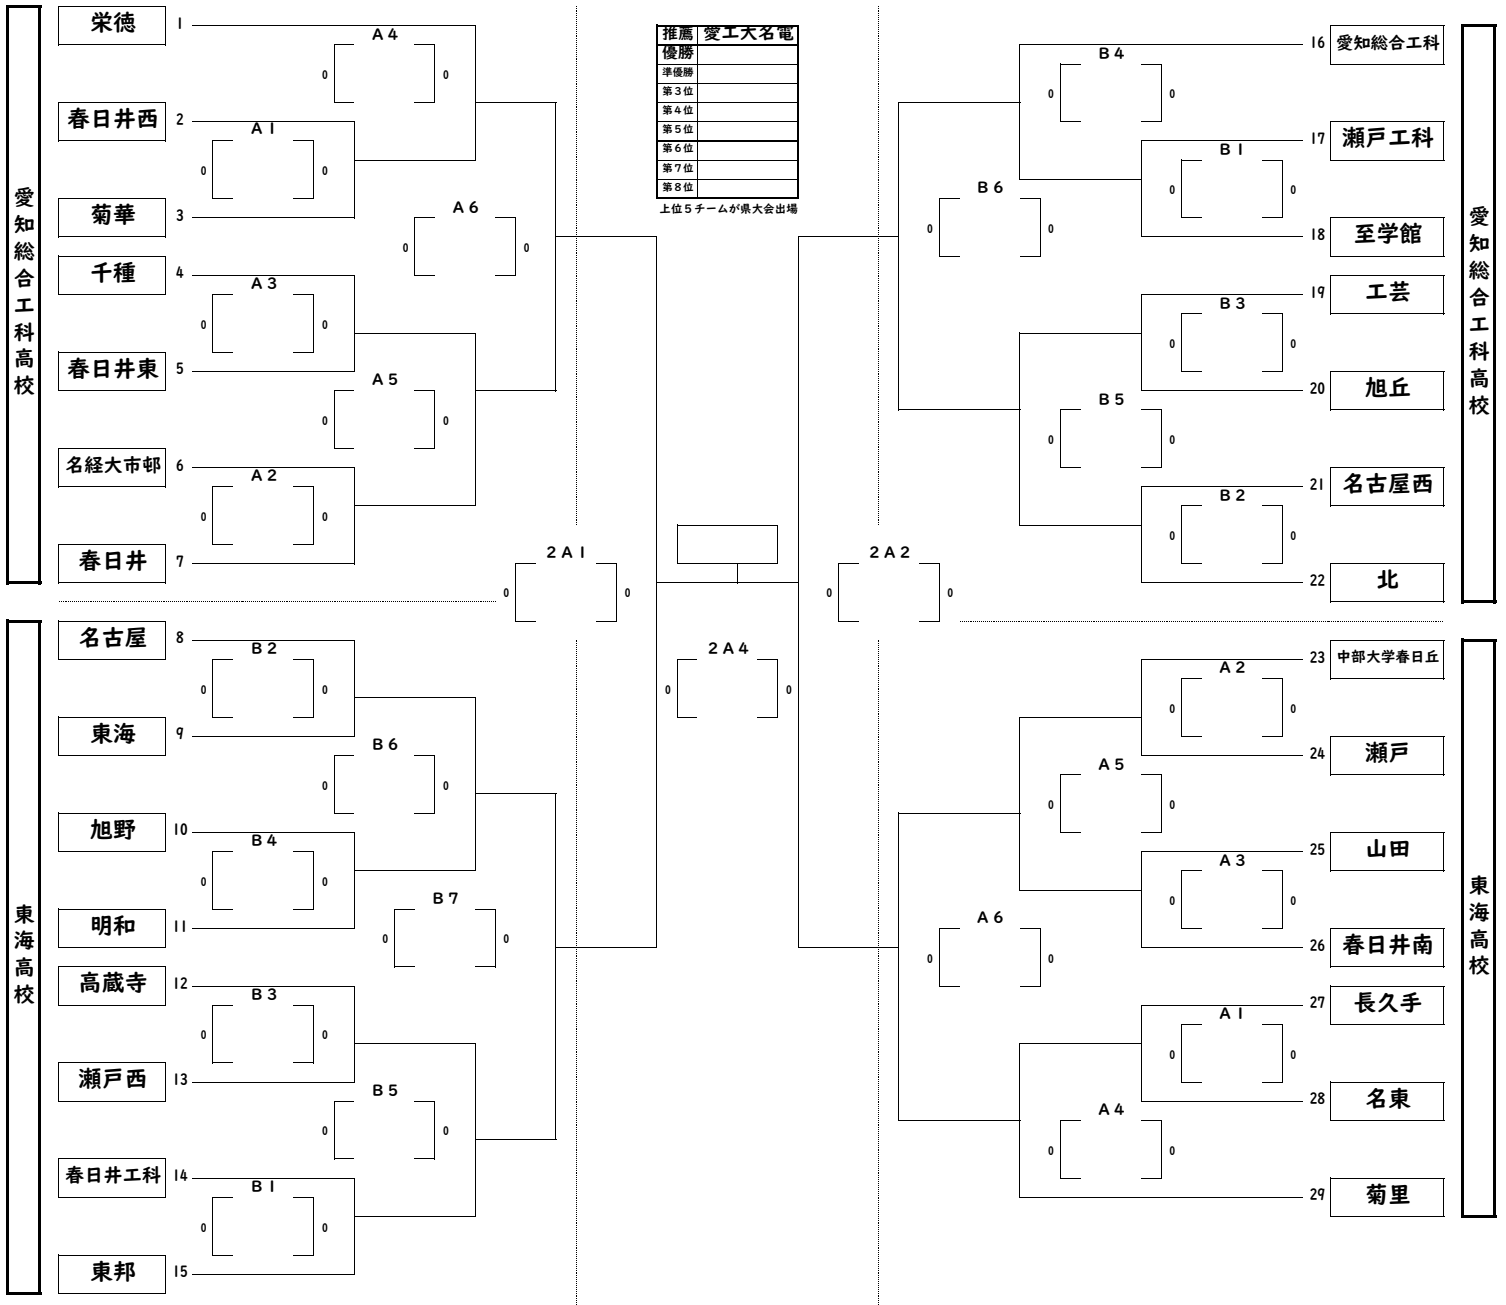 愛知総合工科高校
栄徳 1
A4
0 0
春日井西 2
A1
0 0
菊華 3
A6
0 0
千種 4
A3
0 0
春日井東 5
A5
0 0
名経大市邨 6
A2
0 0
春日井 7
2A1
0 0
東海高校
名古屋 8
B2
0 0
東海 9
B6
0 0
旭野 10
B4
0 0
明和 11
B7
0 0
高蔵寺 12
B3
0 0
瀬戸西 13
B5
0 0
春日井工科 14
B1
0 0
東邦 15
推薦 愛工大名電
優勝
準優勝
第3位
第4位
第5位
第6位
第7位
第8位
上位5チームが県大会出場
2A4
0 0
愛知総合工科高校
16 愛知総合工科
B4
0 0
17 瀬戸工科
B1
0 0
18 至学館
B6
0 0
19 工芸
B3
0 0
20 旭丘
B5
0 0
21 名古屋西
B2
0 0
22 北
2A2
0 0
東海高校
23 中部大学春日丘
A2
0 0
24 瀬戸
A5
0 0
25 山田
A3
0 0
26 春日井南
A6
0 0
27 長久手
A1
0 0
28 名東
A4
0 0
29 菊里